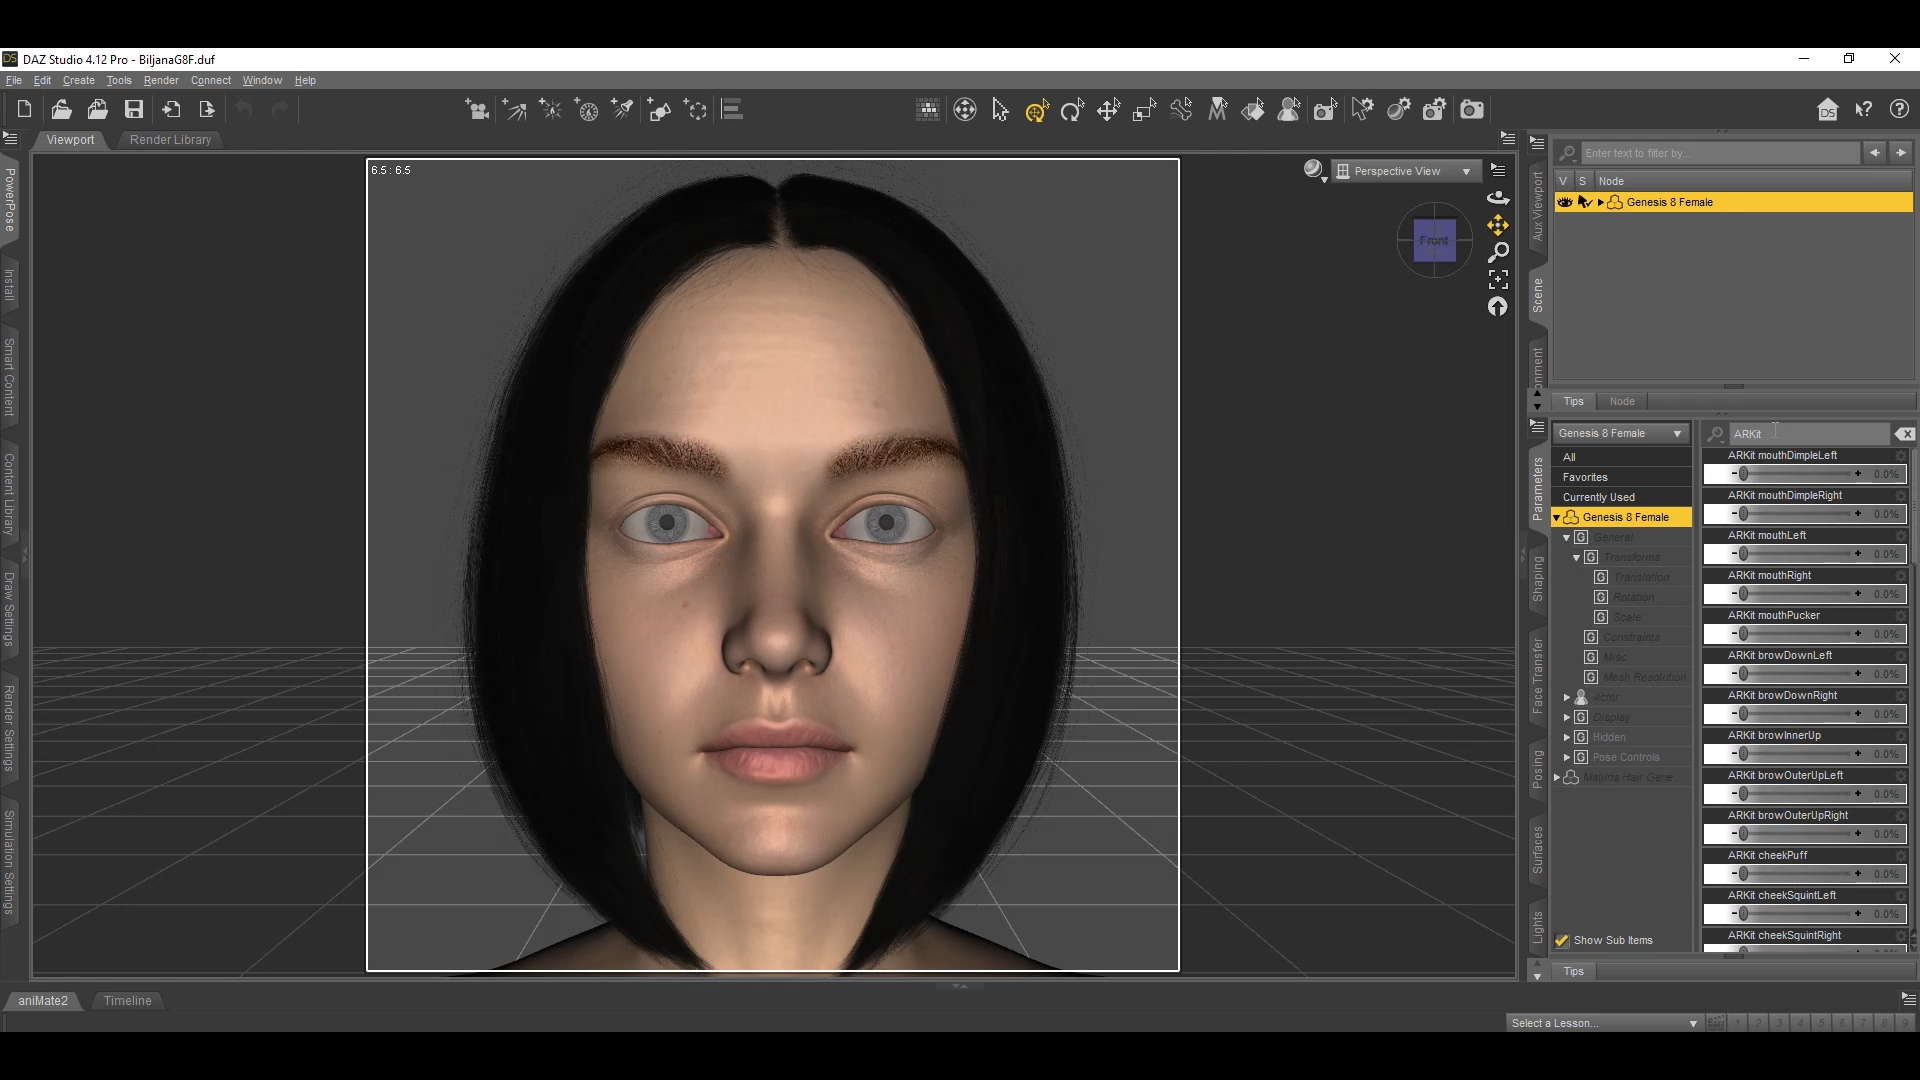 DS DAZ Studio 4.12 Pro - BiljanaG8F.duf
File Edit Create Tools Render Connect Window Help
Viewport Render Library
PowerPose
Install
Smart Content
Content Library
Draw Settings
Render Settings
Simulation Settings
6.5 : 6.5
Perspective View
Front
Aux Viewport
Scene
onment
Enter text to filter by...
V S Node
Genesis 8 Female
Tips Node
Parameters
Shaping
Face Transfer
Posing
Surfaces
Lights
Genesis 8 Female
All
Favorites
Currently Used
Genesis 8 Female
G General
G Transforms
G Translation
G Rotation
G Scale
G Constraints
G Misc
G Mesh Resolution
Actor
G Display
G Hidden
G Pose Controls
Matilda Hair Gene...
Show Sub Items
ARKit
ARKit mouthDimpleLeft
- + 0.0%
ARKit mouthDimpleRight
- + 0.0%
ARKit mouthLeft
- + 0.0%
ARKit mouthRight
- + 0.0%
ARKit mouthPucker
- + 0.0%
ARKit browDownLeft
- + 0.0%
ARKit browDownRight
- + 0.0%
ARKit browInnerUp
- + 0.0%
ARKit browOuterUpLeft
- + 0.0%
ARKit browOuterUpRight
- + 0.0%
ARKit cheekPuff
- + 0.0%
ARKit cheekSquintLeft
- + 0.0%
ARKit cheekSquintRight
Tips
aniMate2 Timeline
Select a Lesson... 1 2 3 4 5 6 7 8 9